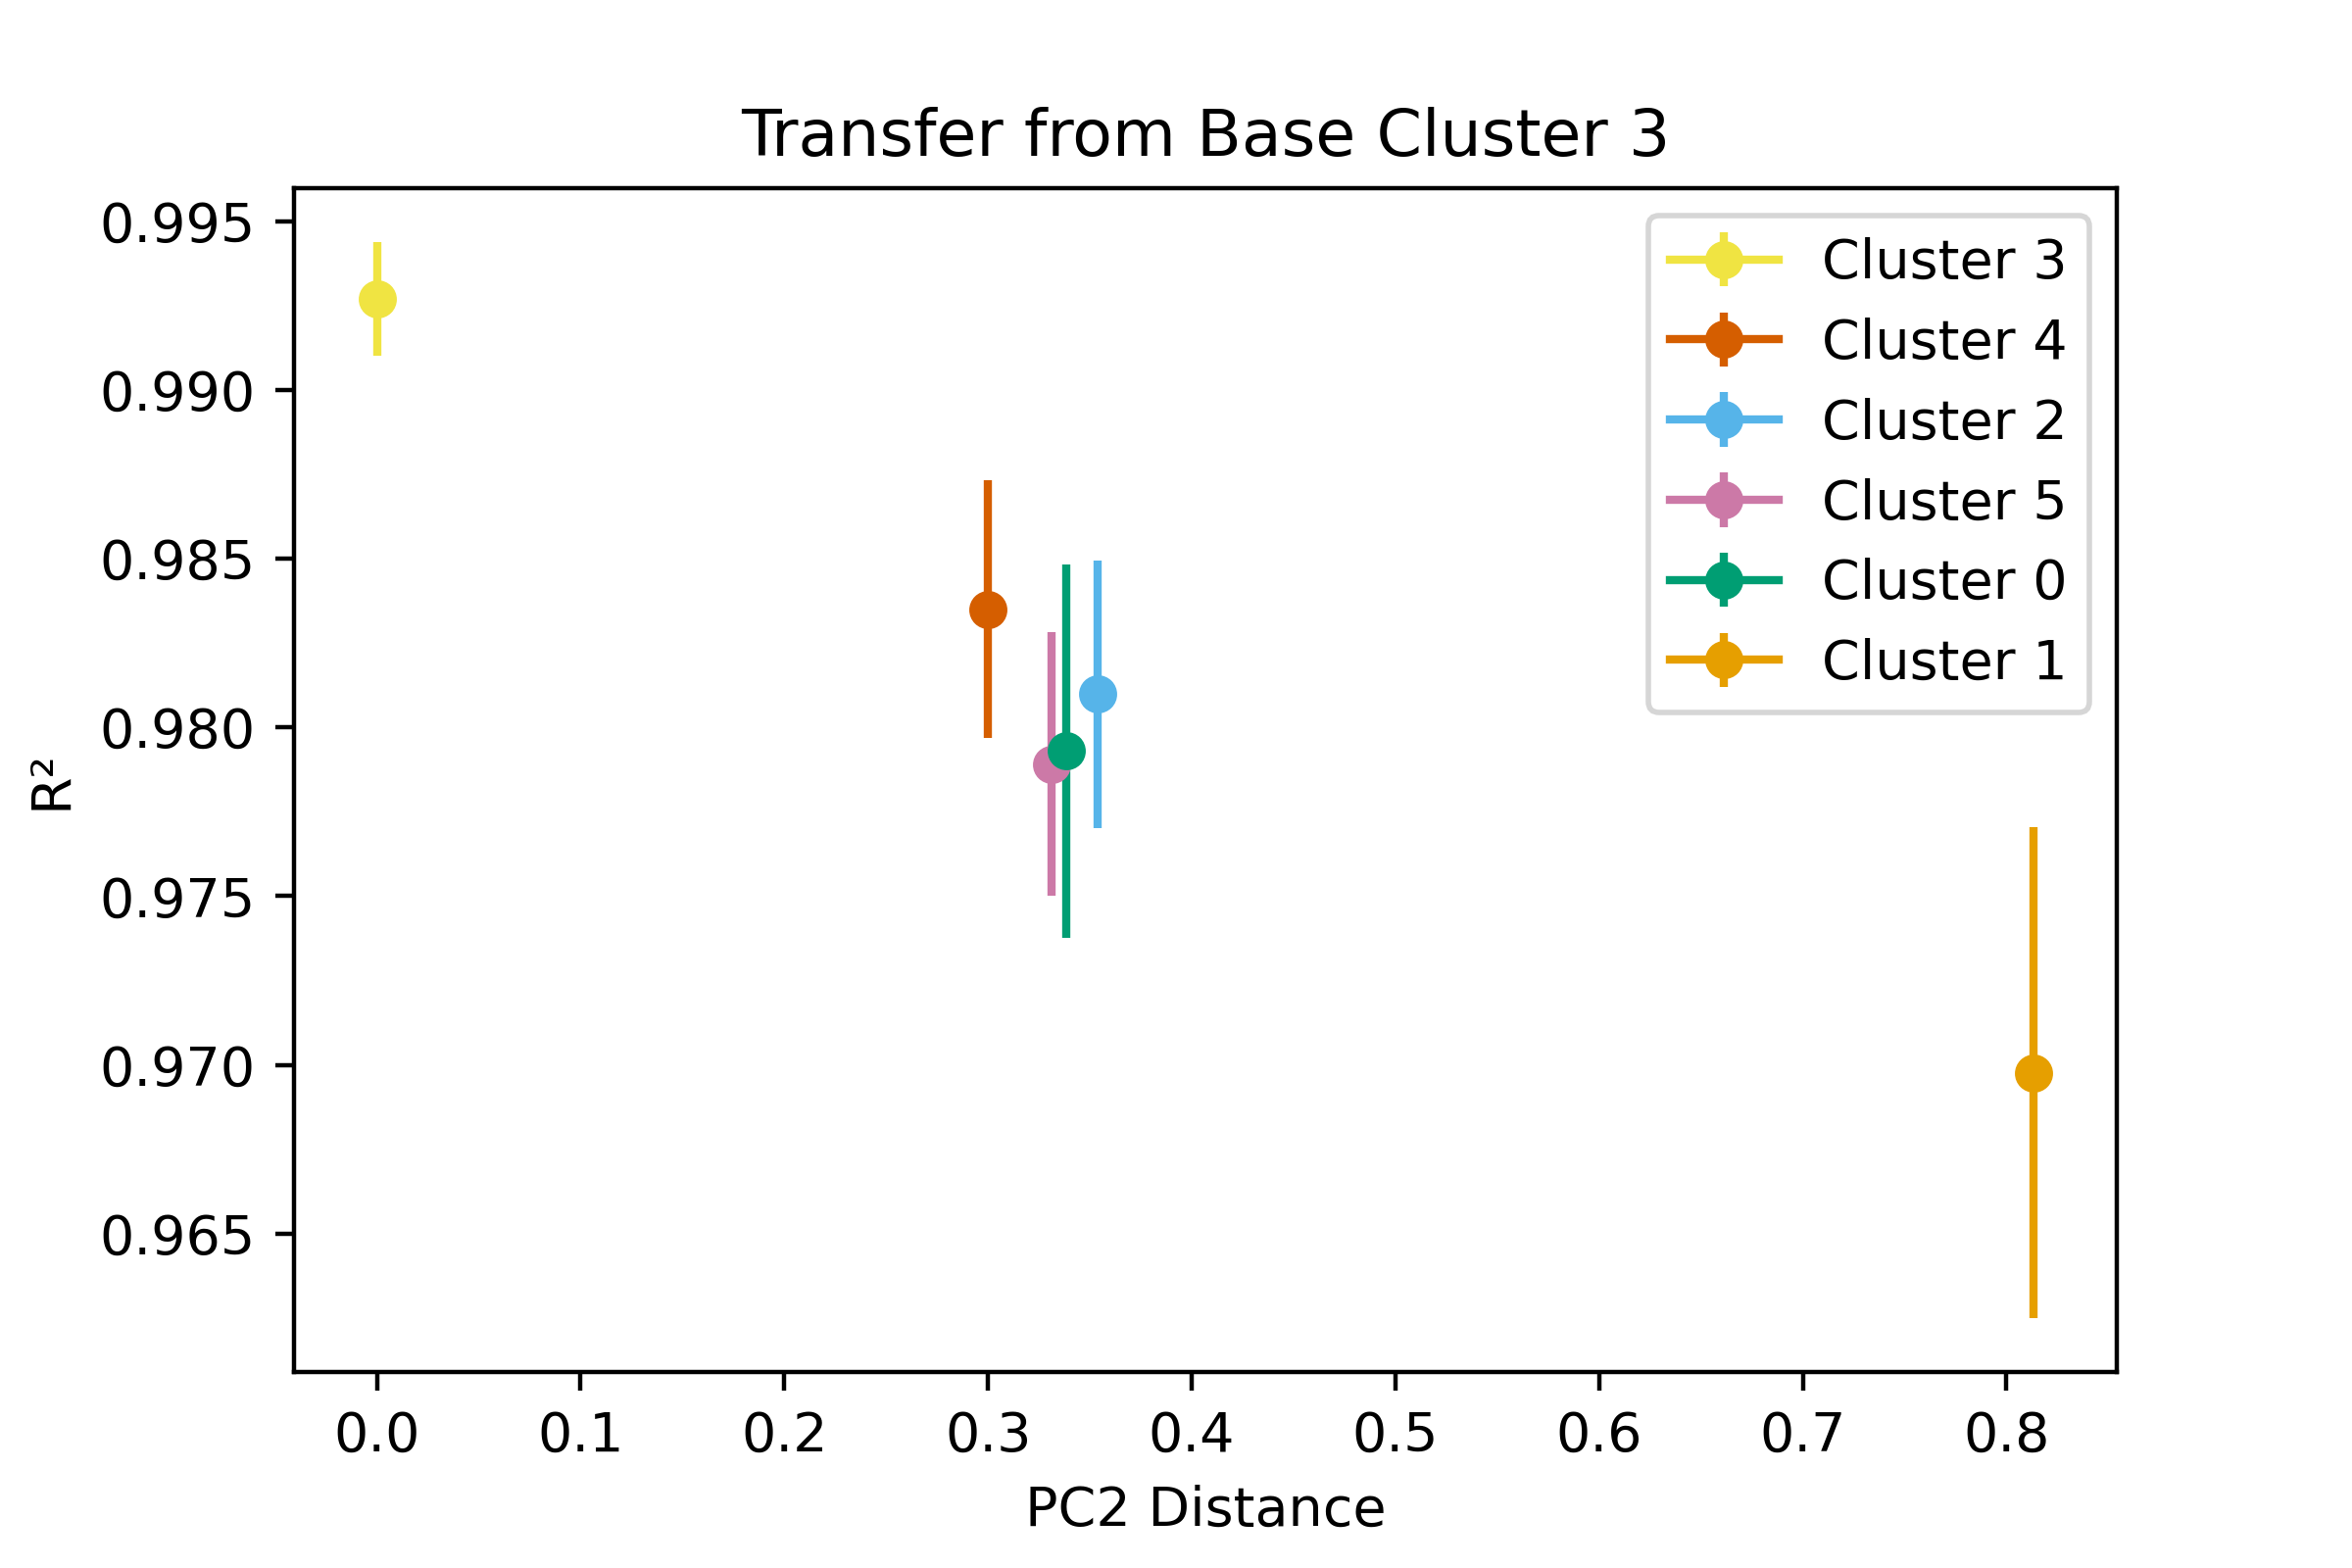 Transfer from Base Cluster 3
0.995
0.990
0.985
0.980
0.975
0.970
0.965
R²
Cluster 3
Cluster 4
Cluster 2
Cluster 5
Cluster 0
Cluster 1
0.0 0.1 0.2 0.3 0.4 0.5 0.6 0.7 0.8
PC2 Distance